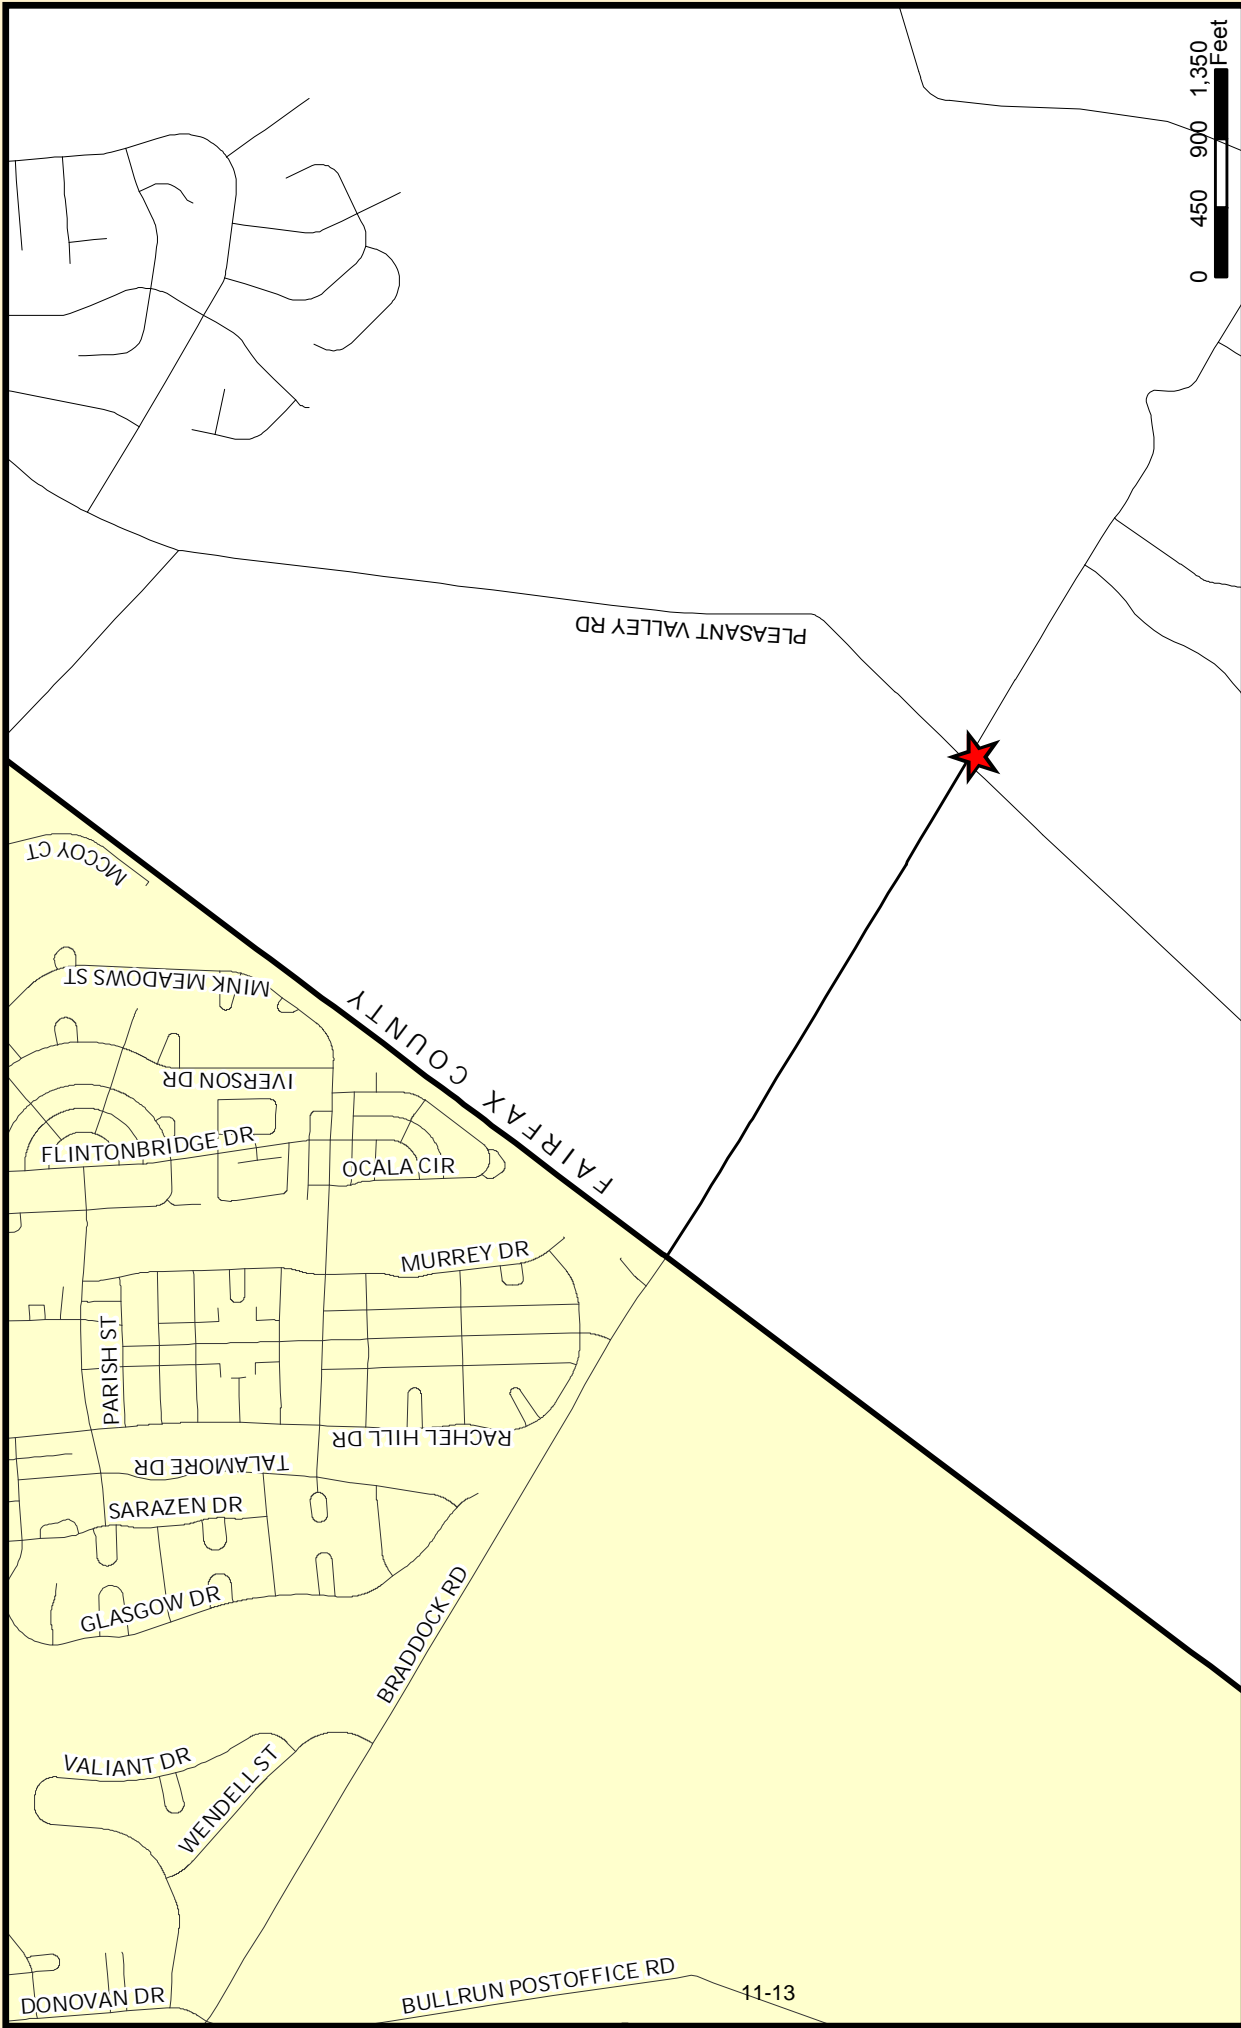 0 450 900 1,350
Feet
PLEASANT VALLEY RD
MCCOY CT
MINK MEADOWS ST
FAIRFAX COUNTY
IVERSON DR
FLINTONBRIDGE DR
OCALA CIR
MURREY DR
PARISH ST
RACHEL HILL DR
TALAMORE DR
SARAZEN DR
GLASGOW DR
BRADDOCK RD
VALIANT DR
WENDELL ST
DONOVAN DR
BULLRUN POSTOFFICE RD
11-13